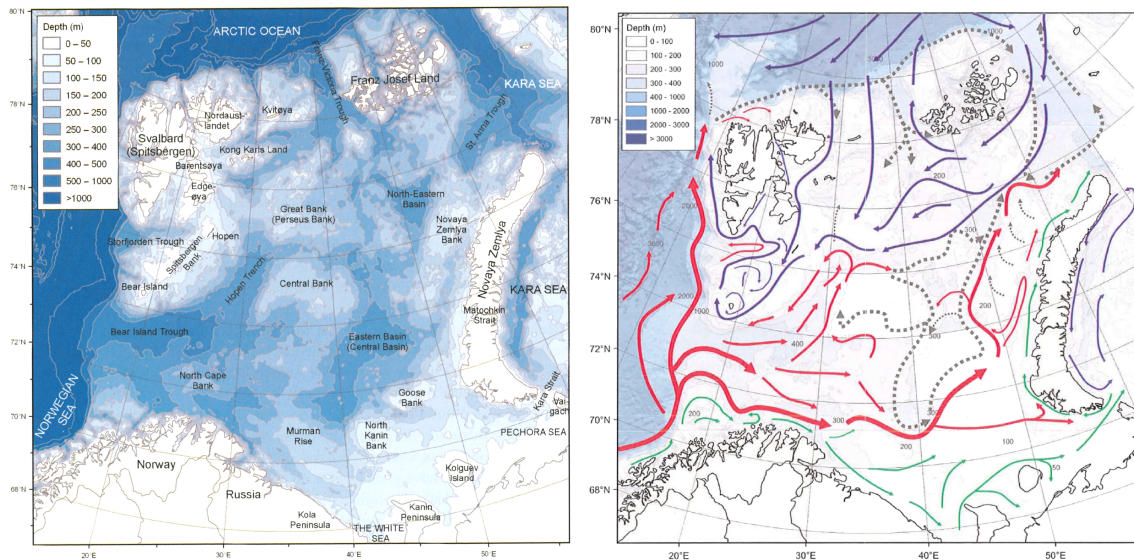 80°N
78°N
76°N
74°N
72°N
70°N
68°N
Depth (m)
0 – 50
50 – 100
100 – 150
150 – 200
200 – 250
250 – 300
300 – 400
400 – 500
500 – 1000
>1000
ARCTIC OCEAN
KARA SEA
Franz-Victoria Trough
Franz Josef Land
St. Anna Trough
Nordaust-
landet
Kvitøya
Svalbard
(Spitsbergen)
Kong Karls Land
Barentsøya
Edge-
øya
North-Eastern
Basin
Great Bank
(Perseus Bank)
Novaya
Zemlya
Bank
Novaya Zemlya
Storfjorden Trough
Spitsbergen
Bank
Hopen
Bear Island
Hopen Trench
Central Bank
KARA SEA
Matochkin
Strait
Bear Island Trough
Eastern Basin
(Central Basin)
North Cape
Bank
Goose
Bank
Kara Strait
Vai-
gach
NORWEGIAN
SEA
Murman
Rise
North
Kanin
Bank
PECHORA SEA
Norway
Kolguev
Island
Russia
Kola
Peninsula
Kanin
Peninsula
THE WHITE
SEA
20°E
30°E
40°E
50°E
80°N
78°N
76°N
74°N
72°N
70°N
68°N
Depth (m)
0 - 100
100 - 200
200 - 300
300 - 400
400 - 1000
1000 - 2000
2000 - 3000
> 3000
1000
200
300
200
400
300
200
300
200
100
50
200
2000
1000
3000
20°E
30°E
40°E
50°E